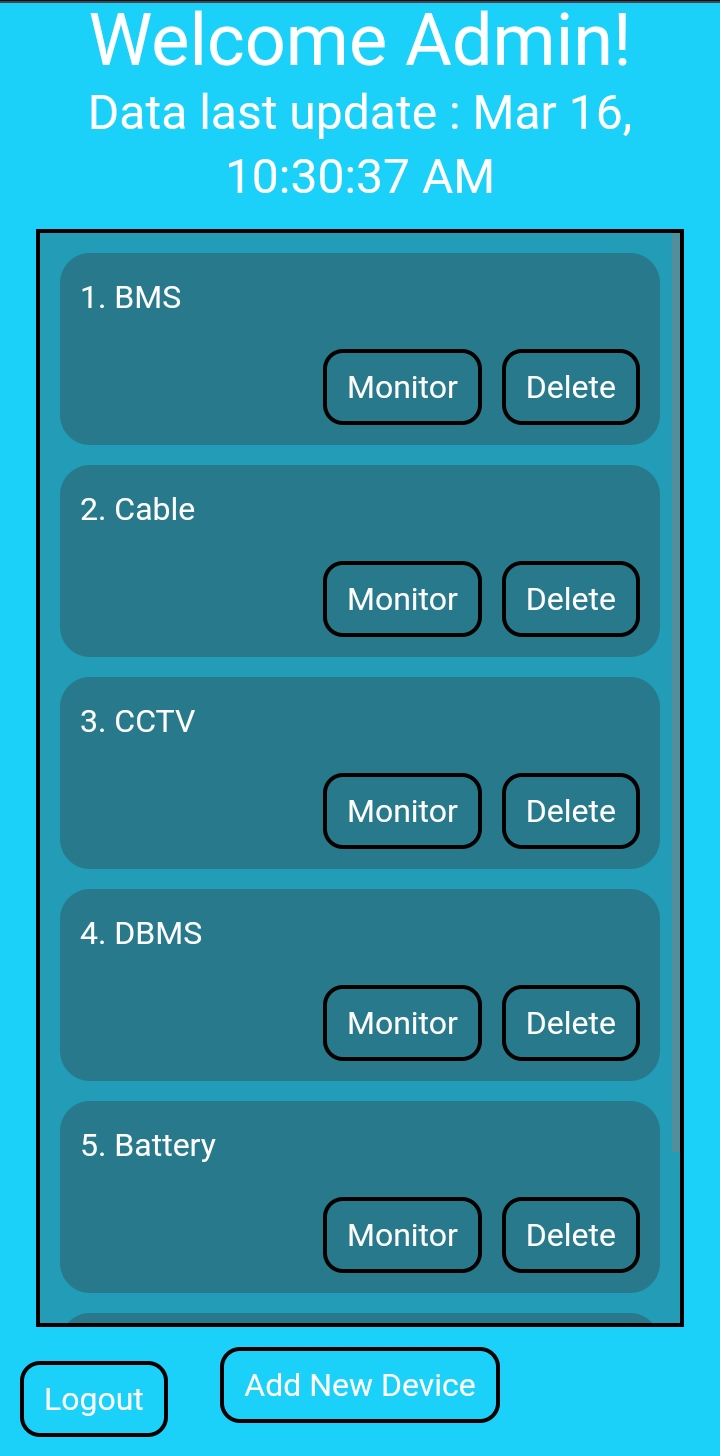 Welcome Admin!
Data last update : Mar 16,
10:30:37 AM
1. BMS
Monitor Delete
2. Cable
Monitor Delete
3. CCTV
Monitor Delete
4. DBMS
Monitor Delete
5. Battery
Monitor Delete
Logout Add New Device